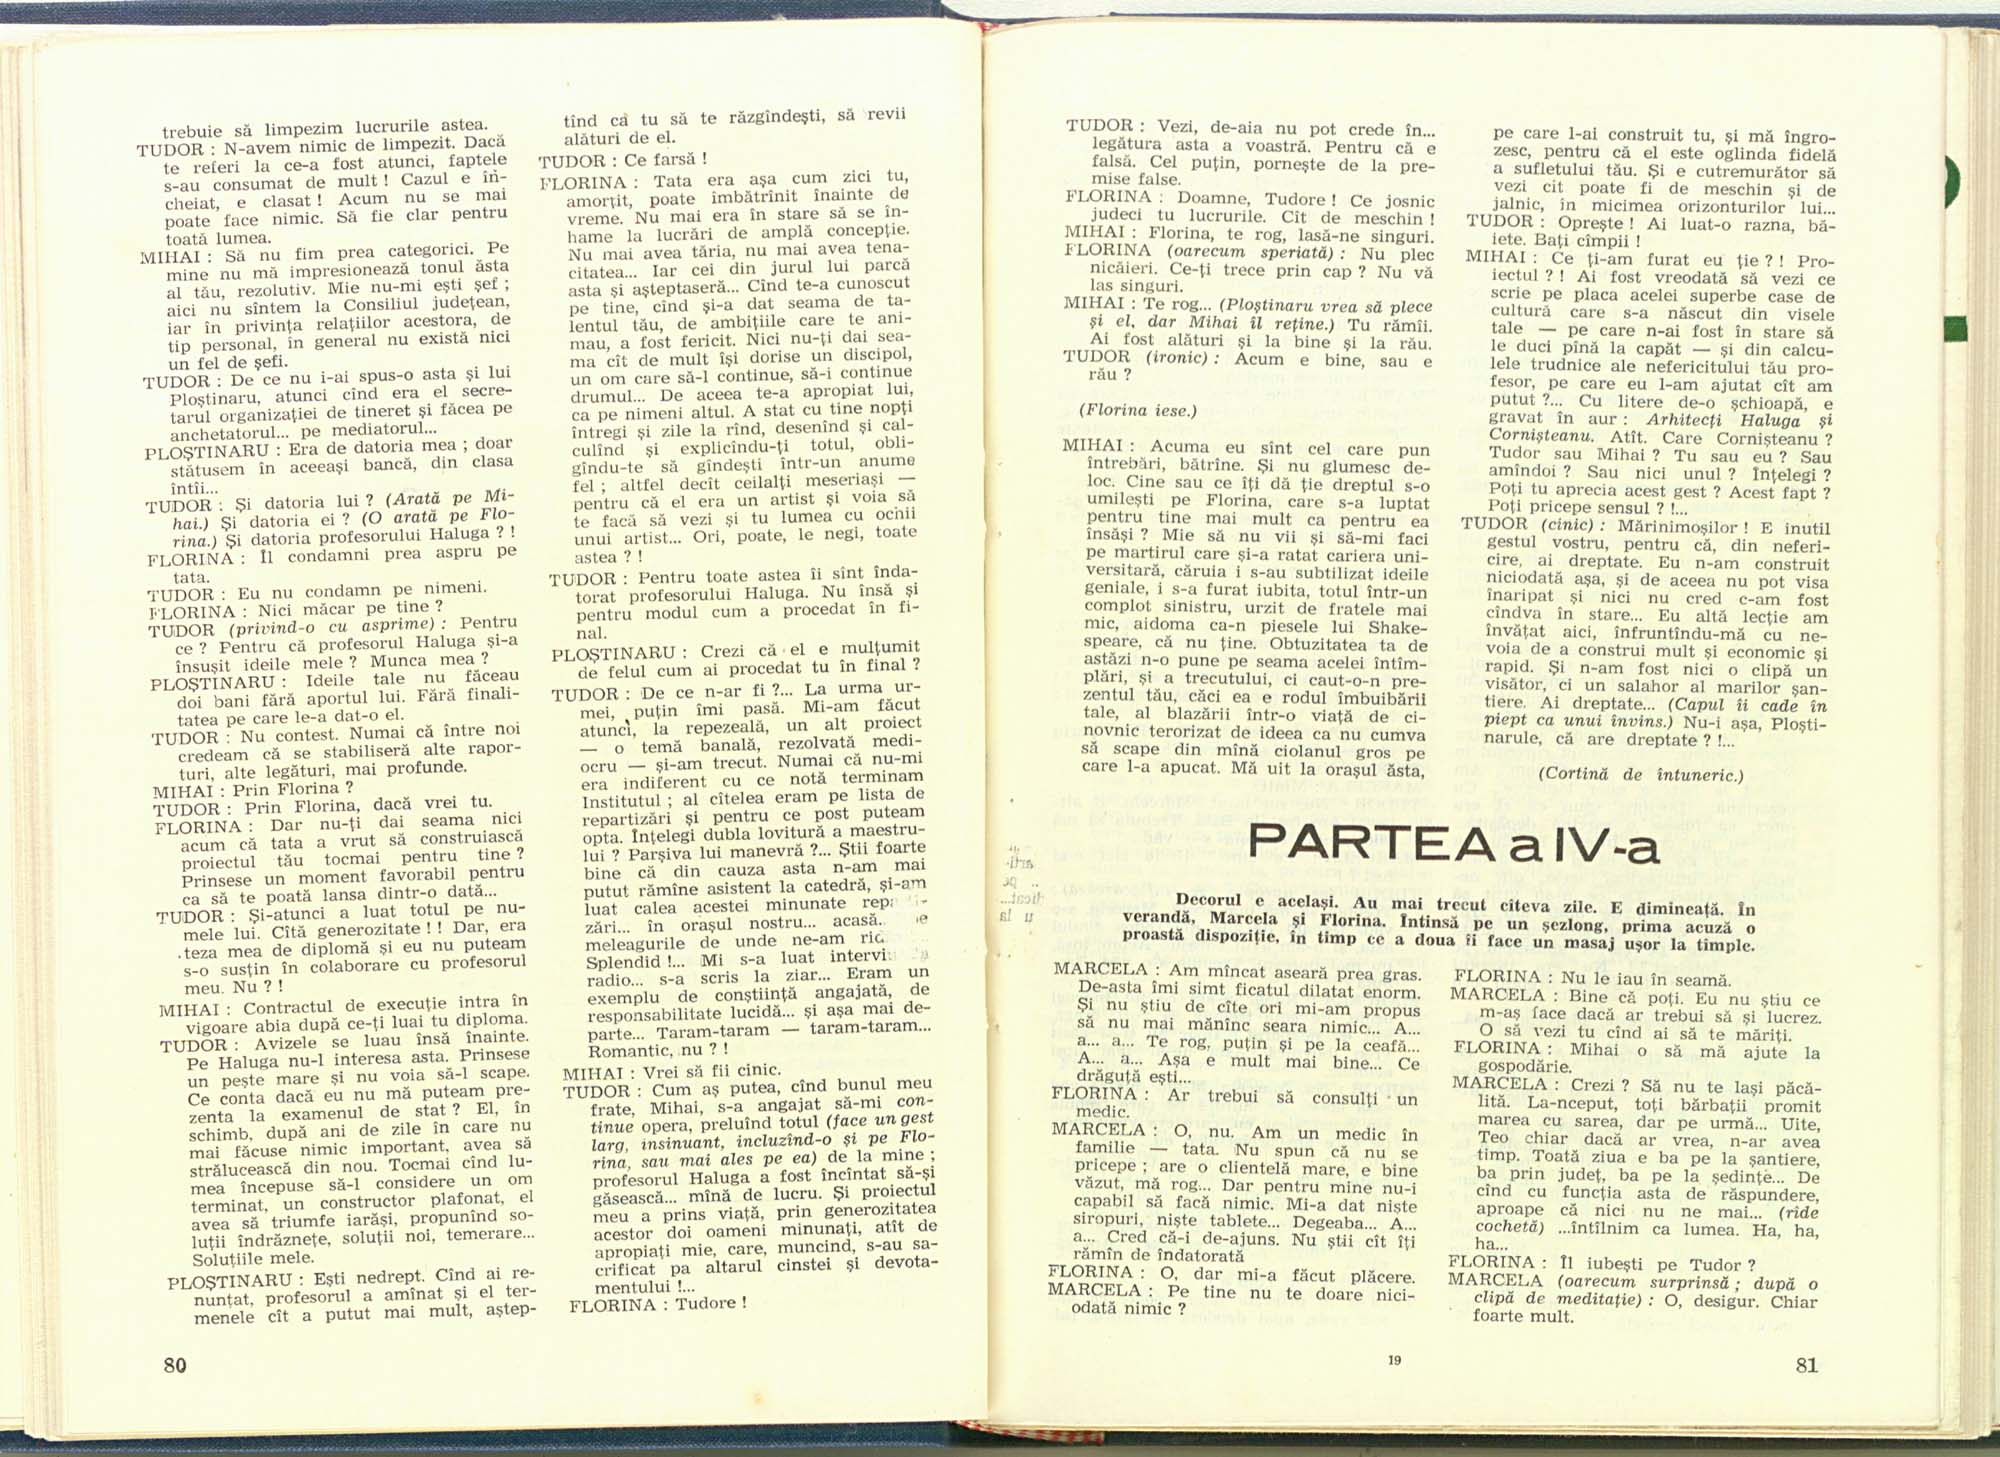 trebuie să limpezim lucrurile astea.
TUDOR : N-avem nimic de limpezit. Dacă
te referi la ce-a fost atunci, faptele
s-au consumat de mult ! Cazul e în-
cheiat, e clasat ! Acum nu se mai
poate face nimic. Să fie clar pentru
toată lumea.
MIHAI : Să nu fim prea categorici. Pe
mine nu mă impresionează tonul ăsta
al tău, rezolutiv. Mie nu-mi ești șef ;
aici nu sîntem la Consiliul județean,
iar în privința relațiilor acestora, de
tip personal, în general nu există nici
un fel de șefi.
TUDOR : De ce nu i-ai spus-o asta și lui
Ploștinaru, atunci cînd era el secre-
tarul organizației de tineret și făcea pe
anchetatorul... pe mediatorul...
PLOȘTINARU : Era de datoria mea ; doar
stătusem în aceeași bancă, din clasa
întîi...
TUDOR : Și datoria lui ? (Arată pe Mi-
hai.) Și datoria ei ? (O arată pe Flo-
rina.) Și datoria profesorului Haluga ? !
FLORINA : Îl condamni prea aspru pe
tata.
TUDOR : Eu nu condamn pe nimeni.
FLORINA : Nici măcar pe tine ?
TUDOR (privind-o cu asprime) : Pentru
ce ? Pentru că profesorul Haluga și-a
însușit ideile mele ? Munca mea ?
PLOȘTINARU : Ideile tale nu făceau
doi bani fără aportul lui. Fără finali-
tatea pe care le-a dat-o el.
TUDOR : Nu contest. Numai că între noi
credeam că se stabiliseră alte rapor-
turi, alte legături, mai profunde.
MIHAI : Prin Florina ?
TUDOR : Prin Florina, dacă vrei tu.
FLORINA : Dar nu-ți dai seama nici
acum că tata a vrut să construiască
proiectul tău tocmai pentru tine ?
Prinsese un moment favorabil pentru
ca să te poată lansa dintr-o dată...
TUDOR : Și-atunci a luat totul pe nu-
mele lui. Cîtă generozitate ! ! Dar, era
teza mea de diplomă și eu nu puteam
s-o susțin în colaborare cu profesorul
meu. Nu ? !
MIHAI : Contractul de execuție intra în
vigoare abia după ce-ți luai tu diploma.
TUDOR : Avizele se luau însă înainte.
Pe Haluga nu-l interesa asta. Prinsese
un pește mare și nu voia să-l scape.
Ce conta dacă eu nu mă puteam pre-
zenta la examenul de stat ? El, în
schimb, după ani de zile în care nu
mai făcuse nimic important, avea să
strălucească din nou. Tocmai cînd lu-
mea începuse să-l considere un om
terminat, un constructor plafonat, el
avea să triumfe iarăși, propunînd so-
luții îndrăznețe, soluții noi, temerare...
Soluțiile mele.
PLOȘTINARU : Ești nedrept. Cînd ai re-
nunțat, profesorul a amînat și el ter-
menele cît a putut mai mult, aștep-
tînd ca tu să te răzgîndești, să revii
alături de el.
TUDOR : Ce farsă !
FLORINA : Tata era așa cum zici tu,
amorțit, poate îmbătrînit înainte de
vreme. Nu mai era în stare să se în-
hame la lucrări de amplă concepție.
Nu mai avea tăria, nu mai avea tena-
citatea... Iar cei din jurul lui parcă
asta și așteptaseră... Cînd te-a cunoscut
pe tine, cînd și-a dat seama de ta-
lentul tău, de ambițiile care te ani-
mau, a fost fericit. Nici nu-ți dai sea-
ma cît de mult își dorise un discipol,
un om care să-l continue, să-i continue
drumul... De aceea te-a apropiat lui,
ca pe nimeni altul. A stat cu tine nopți
întregi și zile la rînd, desenînd și cal-
culînd și explicîndu-ți totul, obli-
gîndu-te să gîndești într-un anume
fel ; altfel decît ceilalți meseriași —
pentru că el era un artist și voia să
te facă să vezi și tu lumea cu ochii
unui artist... Ori, poate, le negi, toate
astea ? !
TUDOR : Pentru toate astea îi sînt înda-
torat profesorului Haluga. Nu însă și
pentru modul cum a procedat în fi-
nal.
PLOȘTINARU : Crezi că el e mulțumit
de felul cum ai procedat tu în final ?
TUDOR : De ce n-ar fi ?... La urma ur-
mei, puțin îmi pasă. Mi-am făcut
atunci, la repezeală, un alt proiect
— o temă banală, rezolvată medi-
ocru — și-am trecut. Numai că nu-mi
era indiferent cu ce notă terminam
Institutul ; al cîtelea eram pe lista de
repartizări și pentru ce post puteam
opta. Înțelegi dubla lovitură a maestru-
lui ? Parșiva lui manevră ?... Știi foarte
bine că din cauza asta n-am mai
putut rămîne asistent la catedră, și-am
luat calea acestei minunate
zări... în orașul nostru... acasă..
meleagurile de unde ne-am
Splendid !... Mi s-a luat
radio... s-a scris la ziar... Eram un
exemplu de conștiință angajată, de
responsabilitate lucidă... și așa mai de-
parte... Taram-taram — taram-taram...
Romantic, nu ? !
MIHAI : Vrei să fii cinic.
TUDOR : Cum aș putea, cînd bunul meu
frate, Mihai, s-a angajat să-mi con-
tinue opera, preluînd totul (face un gest
larg, insinuant, incluzînd-o și pe Flo-
rina, sau mai ales pe ea) de la mine ;
profesorul Haluga a fost încîntat să-și
găsească... mînă de lucru. Și proiectul
meu a prins viață, prin generozitatea
acestor doi oameni minunați, atît de
apropiați mie, care, muncind, s-au sa-
crificat pa altarul cinstei și devota-
mentului !...
FLORINA : Tudore !
80
TUDOR : Vezi, de-aia nu pot crede în...
legătura asta a voastră. Pentru că e
falsă. Cel puțin, pornește de la pre-
mise false.
FLORINA : Doamne, Tudore ! Ce josnic
judeci tu lucrurile. Cît de meschin !
MIHAI : Florina, te rog, lasă-ne singuri.
FLORINA (oarecum speriată) : Nu plec
nicăieri. Ce-ți trece prin cap ? Nu vă
las singuri.
MIHAI : Te rog... (Ploștinaru vrea să plece
și el, dar Mihai îl reține.) Tu rămîi.
Ai fost alături și la bine și la rău.
TUDOR (ironic) : Acum e bine, sau e
rău ?
(Florina iese.)
MIHAI : Acuma eu sînt cel care pun
întrebări, bătrîne. Și nu glumesc de-
loc. Cine sau ce îți dă ție dreptul s-o
umilești pe Florina, care s-a luptat
pentru tine mai mult ca pentru ea
însăși ? Mie să nu vii și să-mi faci
pe martirul care și-a ratat cariera uni-
versitară, căruia i s-au subtilizat ideile
geniale, i s-a furat iubita, totul într-un
complot sinistru, urzit de fratele mai
mic, aidoma ca-n piesele lui Shake-
speare, că nu ține. Obtuzitatea ta de
astăzi n-o pune pe seama acelei întîm-
plări, și a trecutului, ci caut-o-n pre-
zentul tău, căci ea e rodul îmbuibării
tale, al blazării într-o viață de ci-
novnic terorizat de ideea ca nu cumva
să scape din mînă ciolanul gros pe
care l-a apucat. Mă uit la orașul ăsta,
pe care l-ai construit tu, și mă îngro-
zesc, pentru că el este oglinda fidelă
a sufletului tău. Și e cutremurător să
vezi cît poate fi de meschin și de
jalnic, în micimea orizonturilor lui...
TUDOR : Oprește ! Ai luat-o razna, bă-
iete. Bați cîmpii !
MIHAI : Ce ți-am furat eu ție ? ! Pro-
iectul ? ! Ai fost vreodată să vezi ce
scrie pe placa acelei superbe case de
cultură care s-a născut din visele
tale — pe care n-ai fost în stare să
le duci pînă la capăt — și din calcu-
lele trudnice ale nefericitului tău pro-
fesor, pe care eu l-am ajutat cît am
putut ?... Cu litere de-o șchioapă, e
gravat în aur : Arhitecți Haluga și
Cornișteanu. Atît. Care Cornișteanu ?
Tudor sau Mihai ? Tu sau eu ? Sau
amîndoi ? Sau nici unul ? Înțelegi ?
Poți tu aprecia acest gest ? Acest fapt ?
Poți pricepe sensul ? !...
TUDOR (cinic) : Mărinimoșilor ! E inutil
gestul vostru, pentru că, din neferi-
cire, ai dreptate. Eu n-am construit
niciodată așa, și de aceea nu pot visa
înaripat și nici nu cred c-am fost
cîndva în stare... Eu altă lecție am
învățat aici, înfruntîndu-mă cu ne-
voia de a construi mult și economic și
rapid. Și n-am fost nici o clipă un
visător, ci un salahor al marilor șan-
tiere. Ai dreptate... (Capul îi cade în
piept ca unui învins.) Nu-i așa, Ploști-
narule, că are dreptate ? !...
(Cortină de întuneric.)
PARTEA a IV-a
Decorul e același. Au mai trecut cîteva zile. E dimineață. În
verandă, Marcela și Florina. Întinsă pe un șezlong, prima acuză o
proastă dispoziție, în timp ce a doua îi face un masaj ușor la tîmple.
MARCELA : Am mîncat aseară prea gras.
De-asta îmi simt ficatul dilatat enorm.
Și nu știu de cîte ori mi-am propus
să nu mai mănînc seara nimic... A...
a... a... Te rog, puțin și pe la ceafă...
A... a... Așa e mult mai bine... Ce
drăguță ești...
FLORINA : Ar trebui să consulți un
medic.
MARCELA : O, nu. Am un medic în
familie — tata. Nu spun că nu se
pricepe ; are o clientelă mare, e bine
văzut, mă rog... Dar pentru mine nu-i
capabil să facă nimic. Mi-a dat niște
siropuri, niște tablete... Degeaba... A...
a... Cred că-i de-ajuns. Nu știi cît îți
rămîn de îndatorată
FLORINA : O, dar mi-a făcut plăcere.
MARCELA : Pe tine nu te doare nici-
odată nimic ?
FLORINA : Nu le iau în seamă.
MARCELA : Bine că poți. Eu nu știu ce
m-aș face dacă ar trebui să și lucrez.
O să vezi tu cînd ai să te măriți.
FLORINA : Mihai o să mă ajute la
gospodărie.
MARCELA : Crezi ? Să nu te lași păcă-
lită. La-nceput, toți bărbații promit
marea cu sarea, dar pe urmă... Uite,
Teo chiar dacă ar vrea, n-ar avea
timp. Toată ziua e ba pe la șantiere,
ba prin județ, ba pe la ședințe... De
cînd cu funcția asta de răspundere,
aproape că nici nu ne mai... (rîde
cochetă) ...întîlnim ca lumea. Ha, ha,
ha...
FLORINA : Îl iubești pe Tudor ?
MARCELA (oarecum surprinsă ; după o
clipă de meditație) : O, desigur. Chiar
foarte mult.
19
81